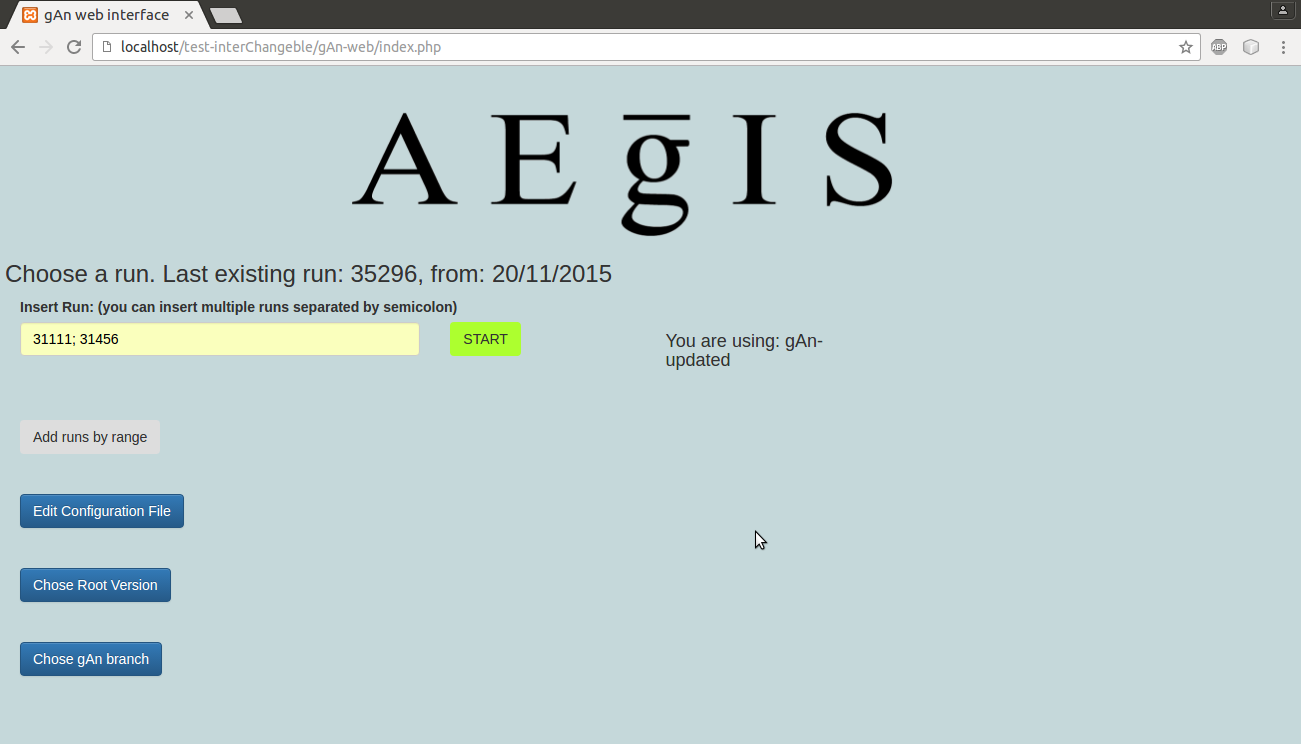 gAn web interface
localhost/test-interChangeble/gAn-web/index.php
ABP
A E g̅ I S
Choose a run. Last existing run: 35296, from: 20/11/2015
Insert Run: (you can insert multiple runs separated by semicolon)
31111; 31456
START
You are using: gAn-
updated
Add runs by range
Edit Configuration File
Chose Root Version
Chose gAn branch